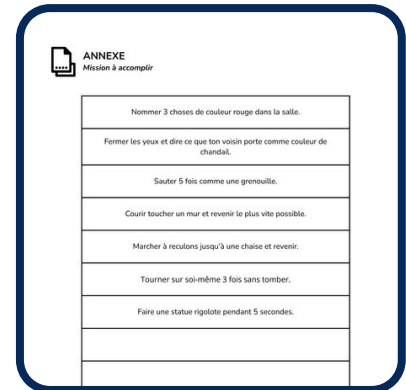 ANNEXE
Mission à accomplir
Nommer 3 choses de couleur rouge dans la salle.
Fermer les yeux et dire ce que ton voisin porte comme couleur de
chandail.
Sauter 5 fois comme une grenouille.
Courir toucher un mur et revenir le plus vite possible.
Marcher à reculons jusqu'à une chaise et revenir.
Tourner sur soi-même 3 fois sans tomber.
Faire une statue rigolote pendant 5 secondes.